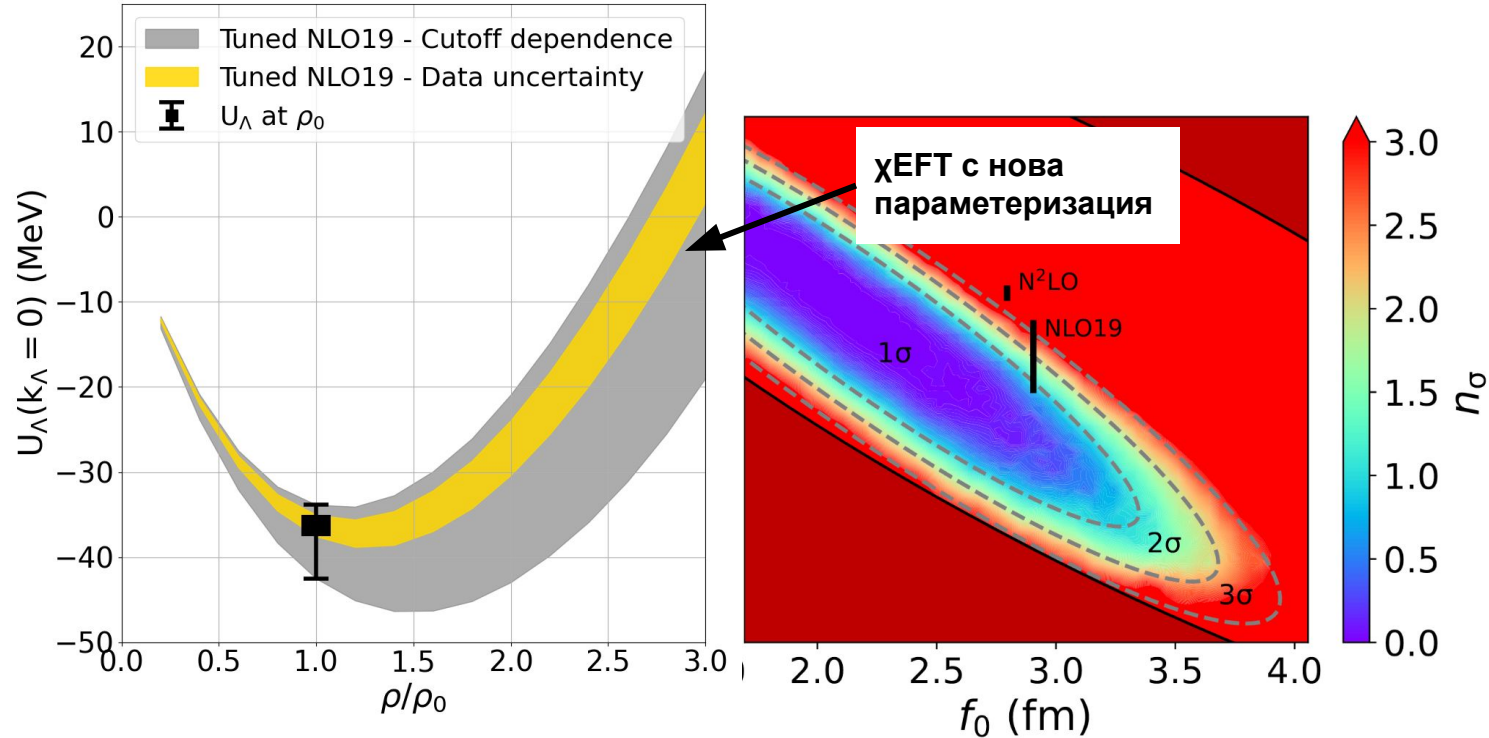 Tuned NLO19 - Cutoff dependence
Tuned NLO19 - Data uncertainty
U_Λ at ρ₀
20
10
0
−10
−20
−30
−40
−50
U_Λ(k_Λ = 0) (MeV)
0.0 0.5 1.0 1.5 2.0 2.5 3.0
ρ/ρ₀
χEFT с нова
параметеризация
N²LO
NLO19
1σ
2σ
3σ
2.0 2.5 3.0 3.5 4.0
f₀ (fm)
3.0
2.5
2.0
1.5
1.0
0.5
0.0
n_σ